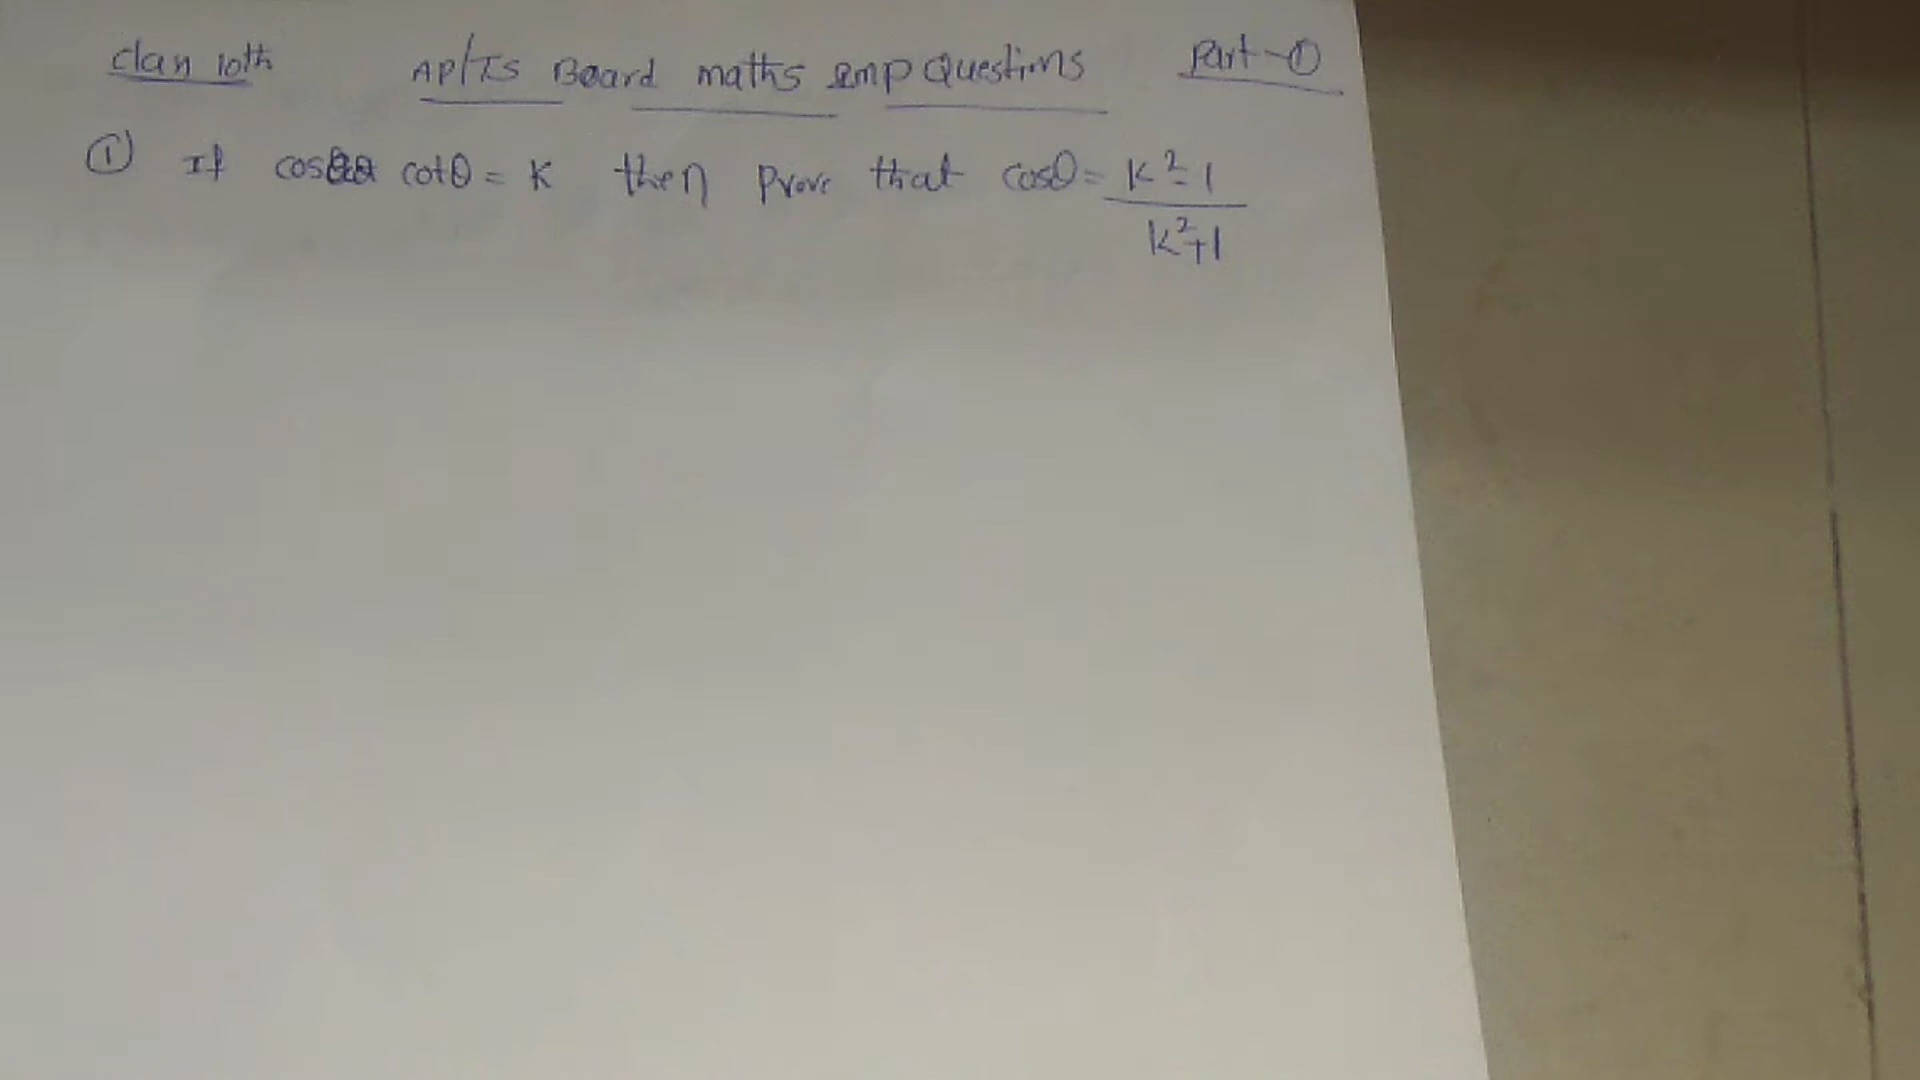 class 10th AP/TS Board maths Imp Questions Part-①
① If cotθ = K then Prove that cosθ = K²-1
K²+1